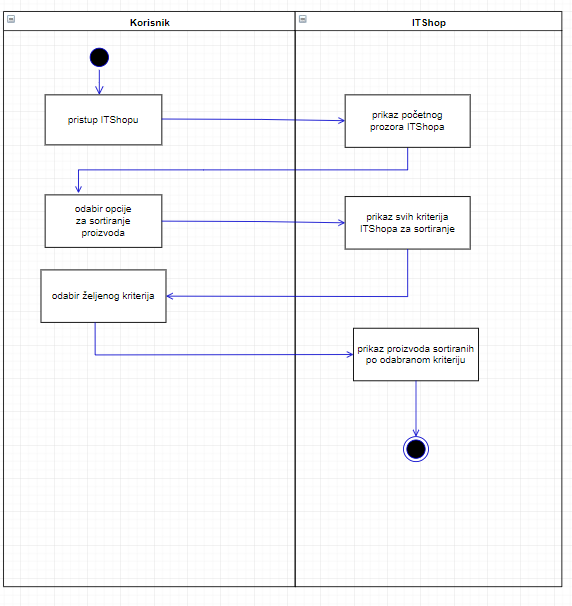 Korisnik
ITShop
pristup ITShopu
prikaz početnog
prozora ITShopa
odabir opcije
za sortiranje
proizvoda
prikaz svih kriterija
ITShopa za sortiranje
odabir željenog kriterija
prikaz proizvoda sortiranih
po odabranom kriteriju